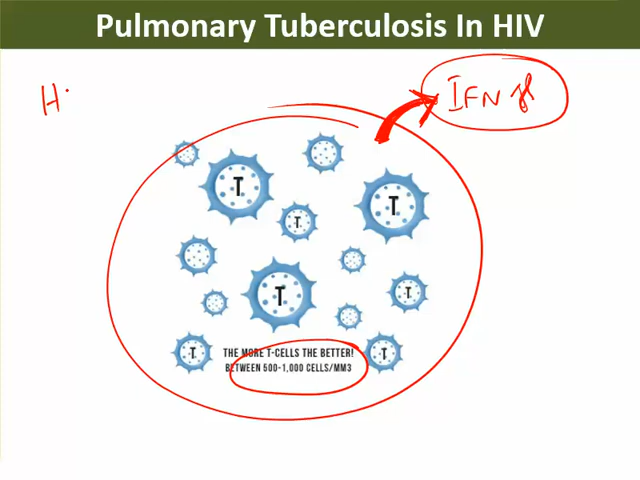 Pulmonary Tuberculosis In HIV
H
IFN γ
T
T
T
T
T
T
T
THE MORE T-CELLS THE BETTER!
BETWEEN 500-1,000 CELLS/MM3